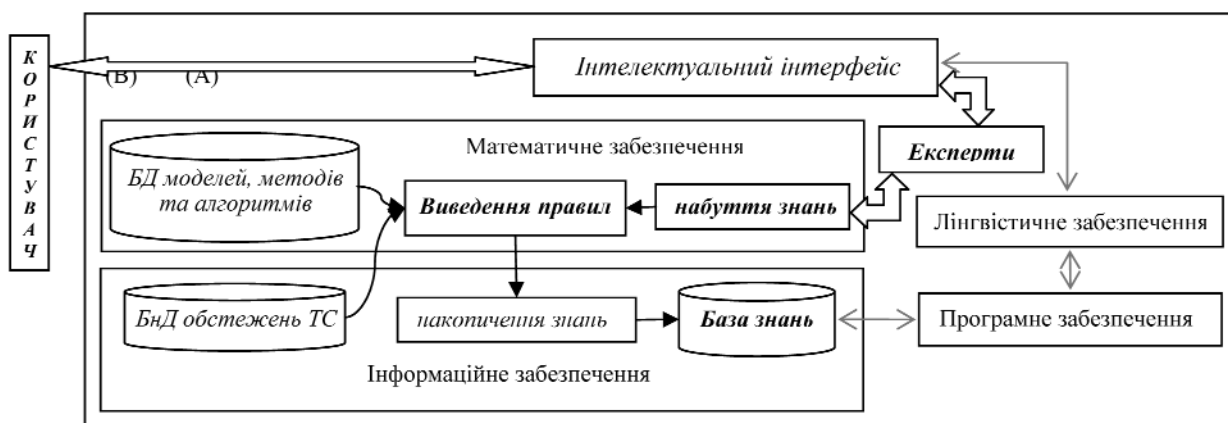 КОРИСТУВАЧ
(В) (А)
Інтелектуальний інтерфейс
Математичне забезпечення
Експерти
БД моделей, методів
та алгоритмів
Виведення правил
набуття знань
Лінгвістичне забезпечення
БнД обстежень ТС
накопичення знань
База знань
Програмне забезпечення
Інформаційне забезпечення